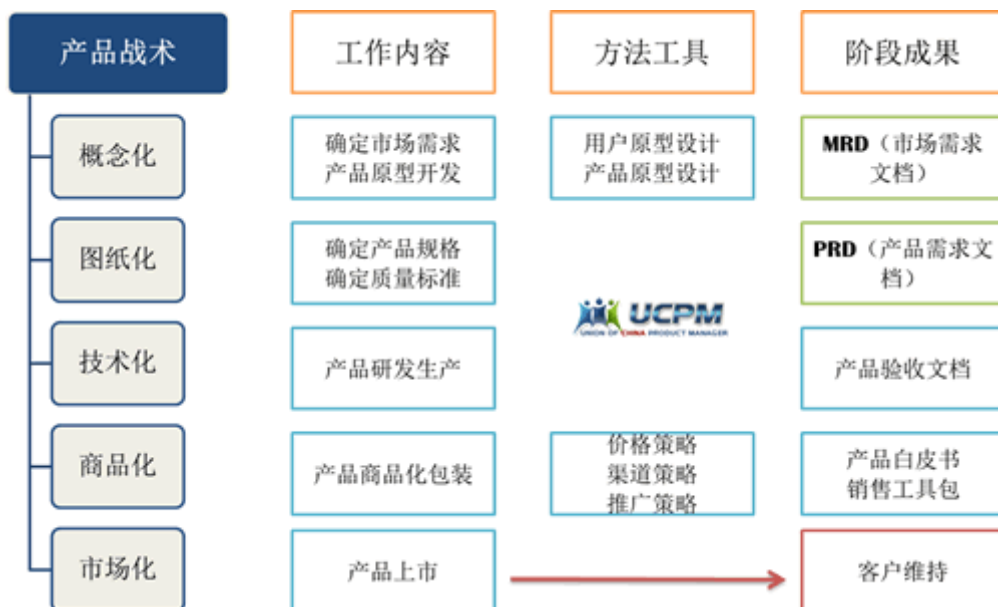 产品战术
工作内容
方法工具
阶段成果
概念化
确定市场需求
产品原型开发
用户原型设计
产品原型设计
MRD（市场需求
文档）
图纸化
确定产品规格
确定质量标准
PRD（产品需求文
档）
UCPM
UNION OF CHINA PRODUCT MANAGER
技术化
产品研发生产
产品验收文档
商品化
产品商品化包装
价格策略
渠道策略
推广策略
产品白皮书
销售工具包
市场化
产品上市
客户维持